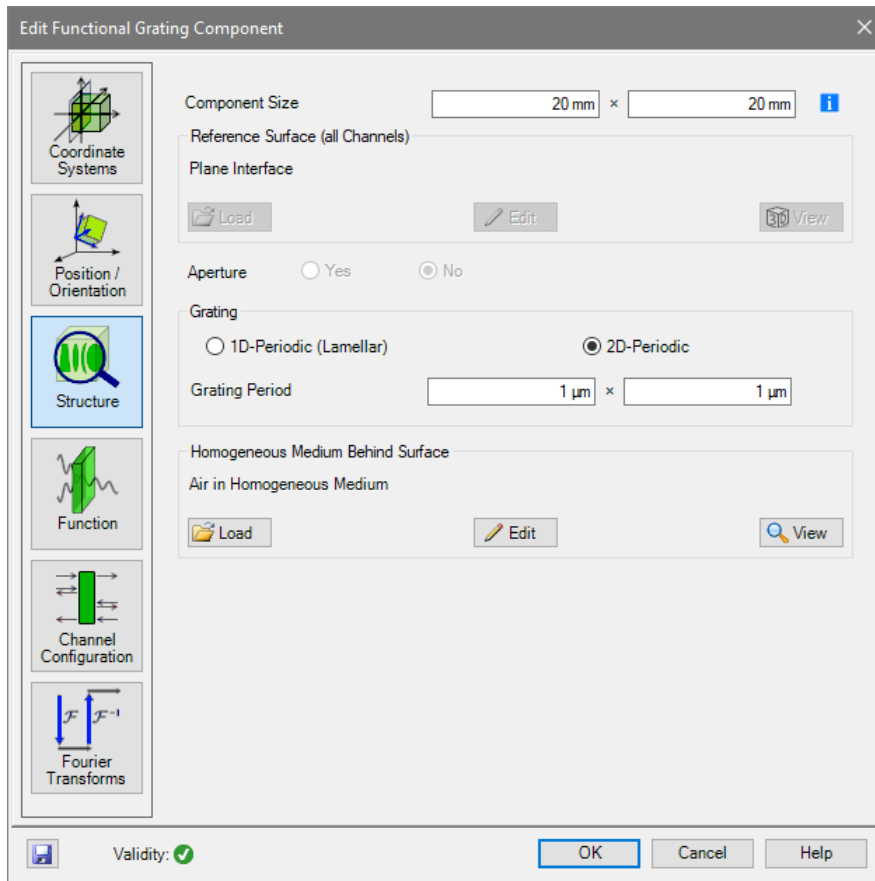 Edit Functional Grating Component
Coordinate
Systems
Position /
Orientation
Structure
Function
Channel
Configuration
F F⁻¹
Fourier
Transforms
Component Size 20 mm × 20 mm i
Reference Surface (all Channels)
Plane Interface
Load Edit 3D View
Aperture Yes No
Grating
1D-Periodic (Lamellar) 2D-Periodic
Grating Period 1 µm × 1 µm
Homogeneous Medium Behind Surface
Air in Homogeneous Medium
Load Edit View
Validity: OK Cancel Help